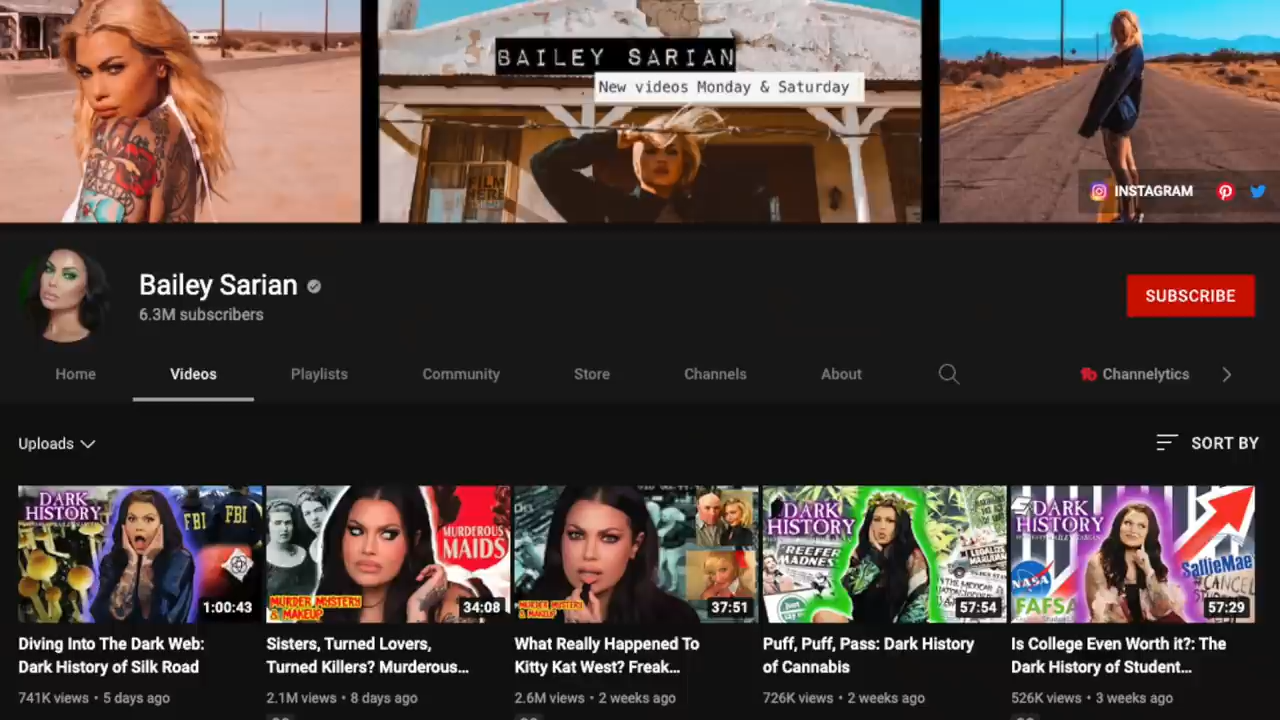 BAILEY SARIAN
New videos Monday & Saturday
INSTAGRAM
Bailey Sarian
6.3M subscribers
SUBSCRIBE
Home
Videos
Playlists
Community
Store
Channels
About
Channelytics
Uploads
SORT BY
DARK
HISTORY
FBI FBI
1:00:43
MURDEROUS
MAIDS
MURDER, MYSTERY
& MAKEUP
34:08
MURDER, MYSTERY
& MAKEUP
37:51
DARK
HISTORY
REEFER
MADNESS
57:54
DARK
HISTORY
SallieMae
NASA
FAFSA
57:29
Diving Into The Dark Web:
Dark History of Silk Road
741K views • 5 days ago
Sisters, Turned Lovers,
Turned Killers? Murderous...
2.1M views • 8 days ago
What Really Happened To
Kitty Kat West? Freak...
2.6M views • 2 weeks ago
Puff, Puff, Pass: Dark History
of Cannabis
726K views • 2 weeks ago
Is College Even Worth it?: The
Dark History of Student...
526K views • 3 weeks ago